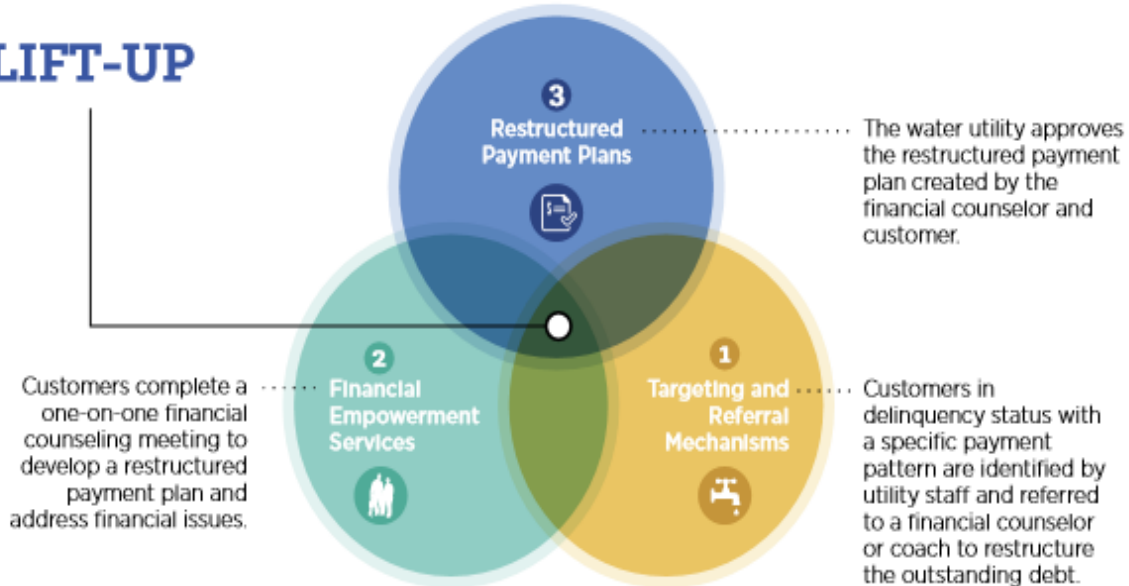 LIFT-UP
3
Restructured
Payment Plans
The water utility approves
the restructured payment
plan created by the
financial counselor and
customer.
2
Financial
Empowerment
Services
Customers complete a
one-on-one financial
counseling meeting to
develop a restructured
payment plan and
address financial issues.
1
Targeting and
Referral
Mechanisms
Customers in
delinquency status with
a specific payment
pattern are identified by
utility staff and referred
to a financial counselor
or coach to restructure
the outstanding debt.